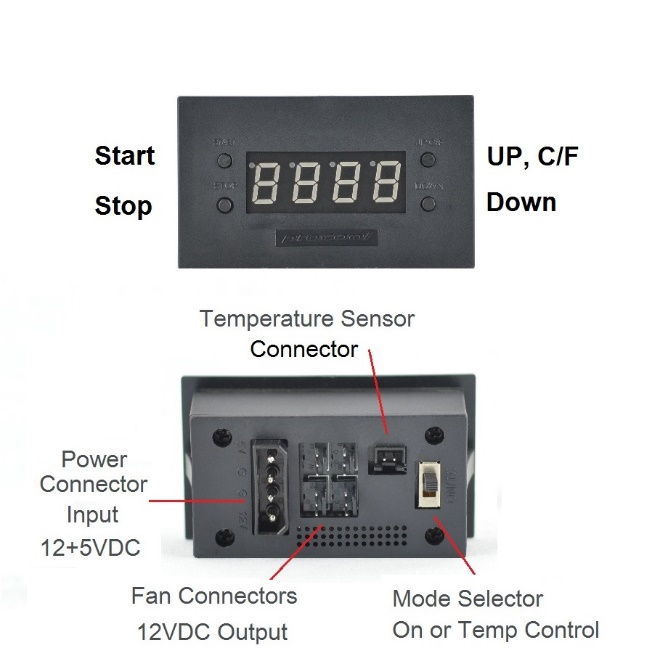 Start
UP, C/F
Stop
Down
8888
Temperature Sensor
Connector
Power
Connector
Input
12+5VDC
Fan Connectors
12VDC Output
Mode Selector
On or Temp Control